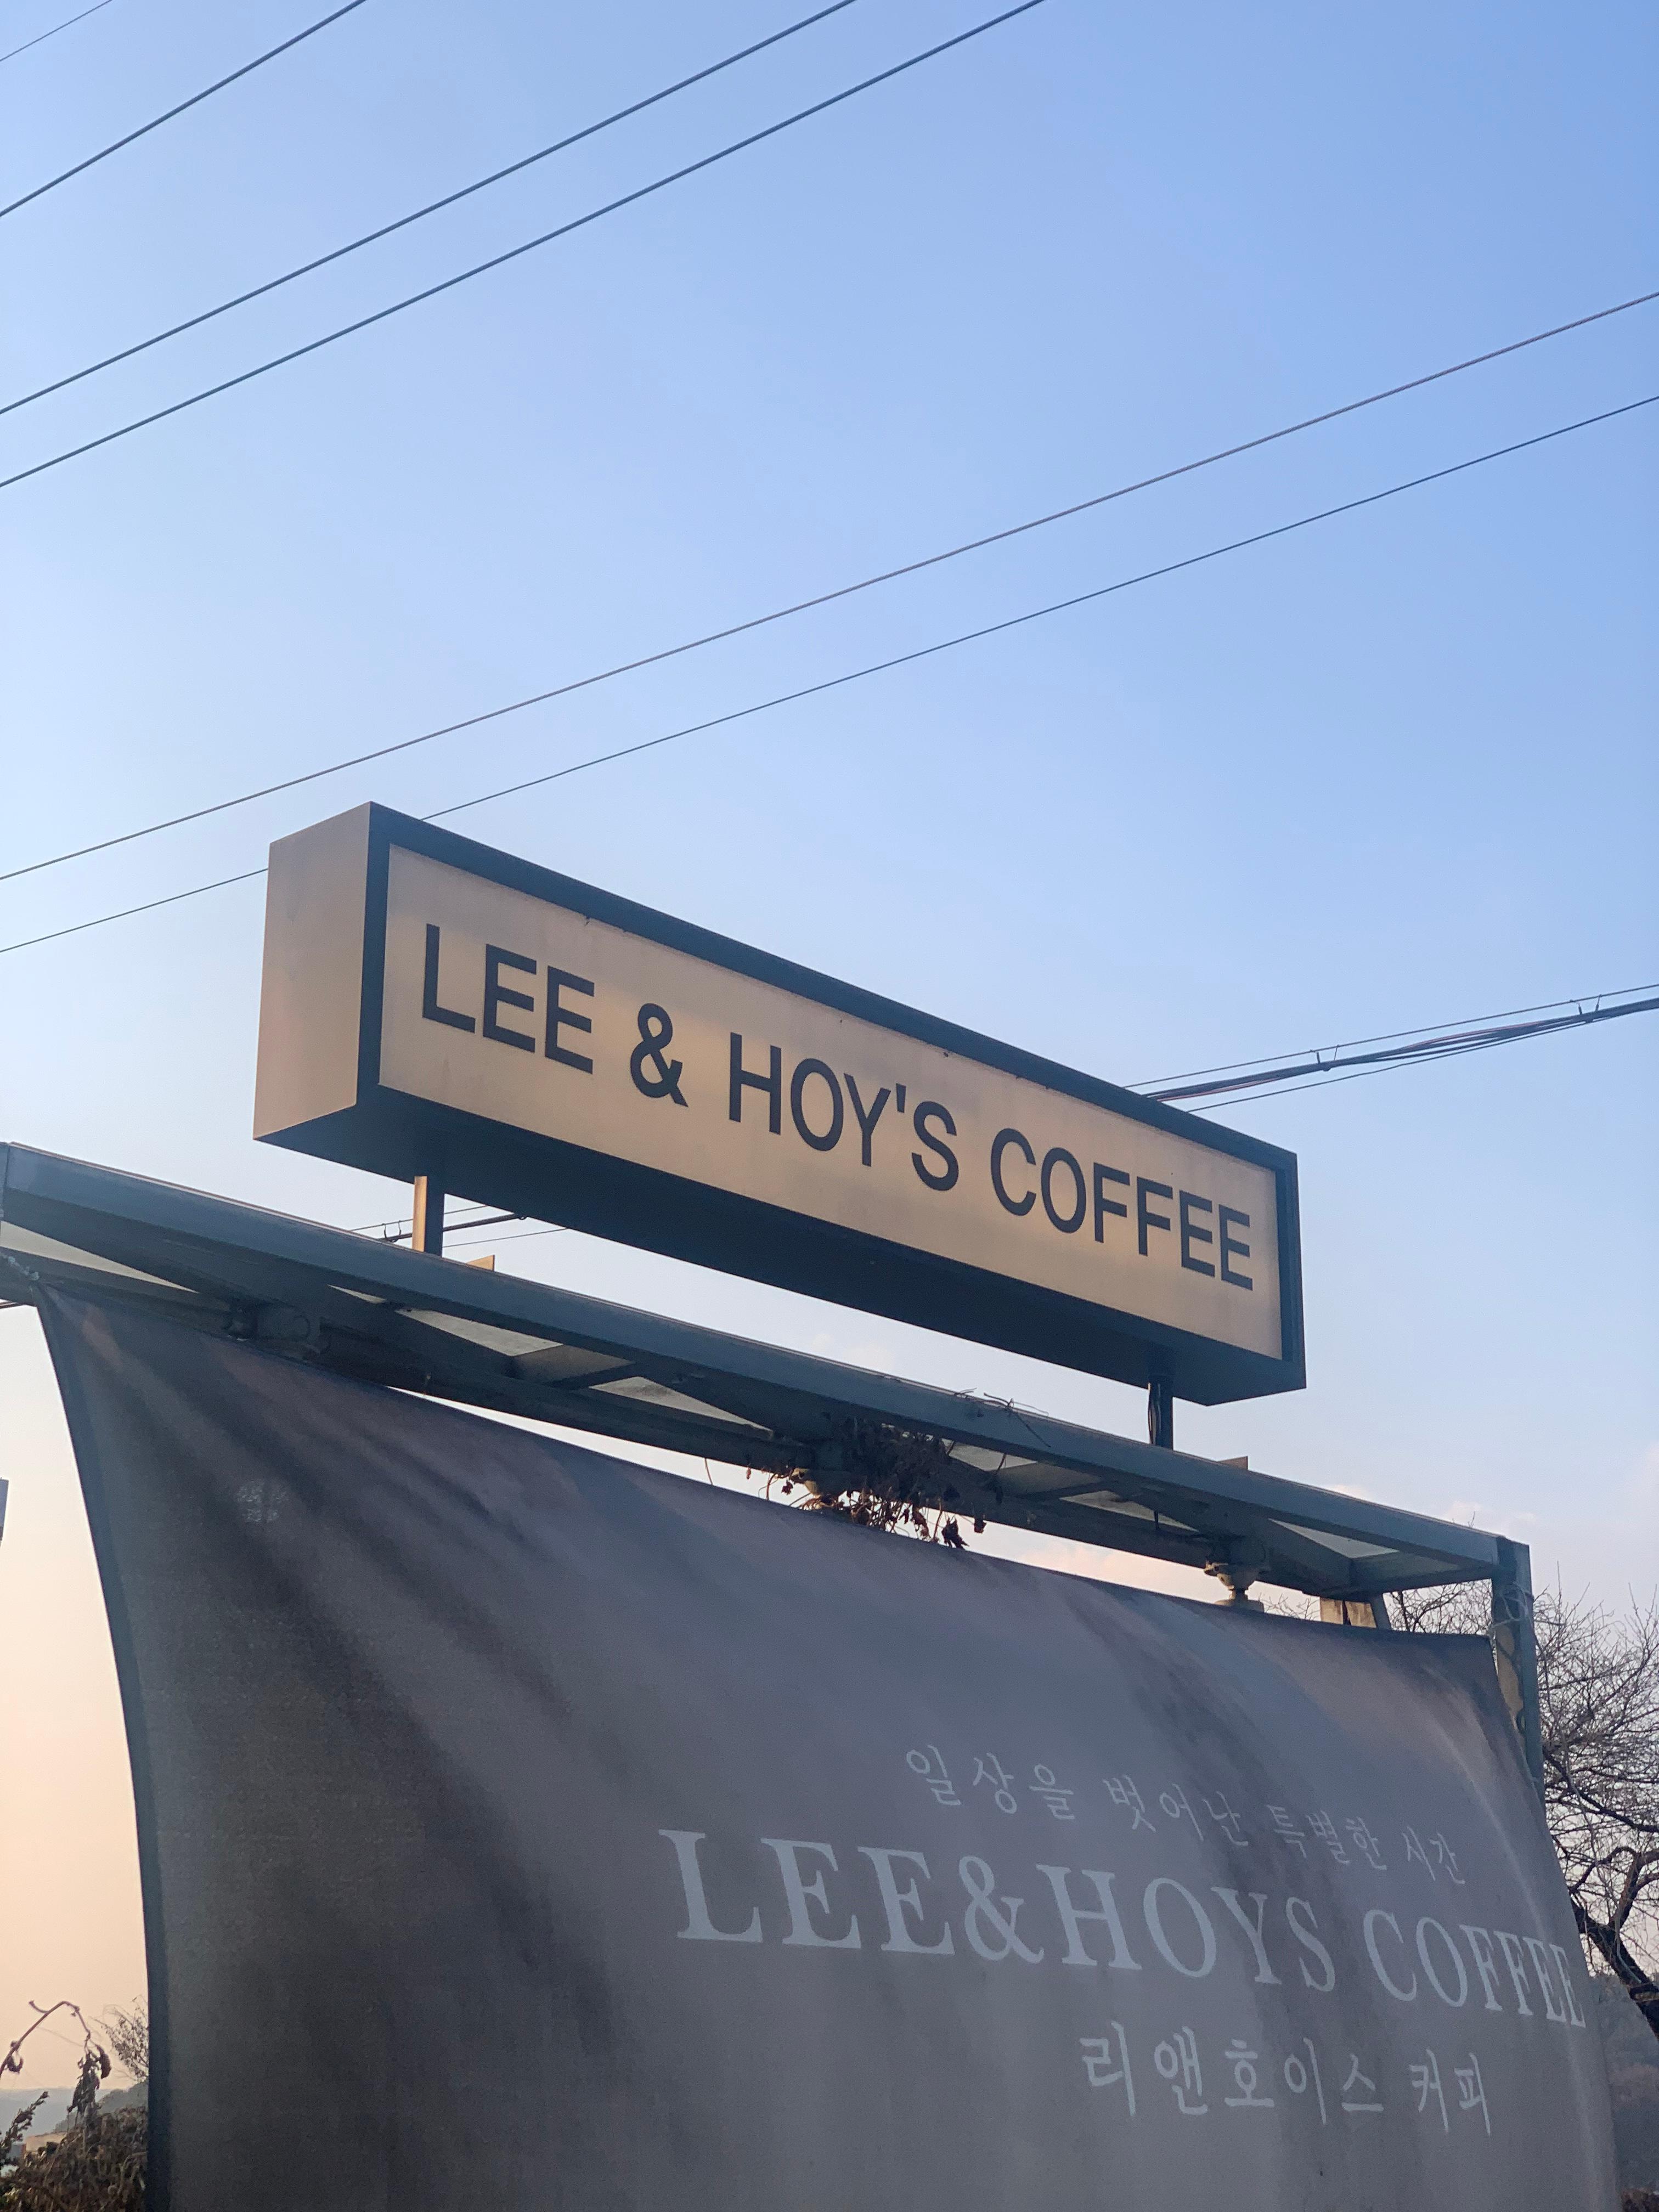 LEE & HOY'S COFFEE
일상을 벗어난 특별한 시간
LEE&HOYS COFFEE
리앤호이스 커피